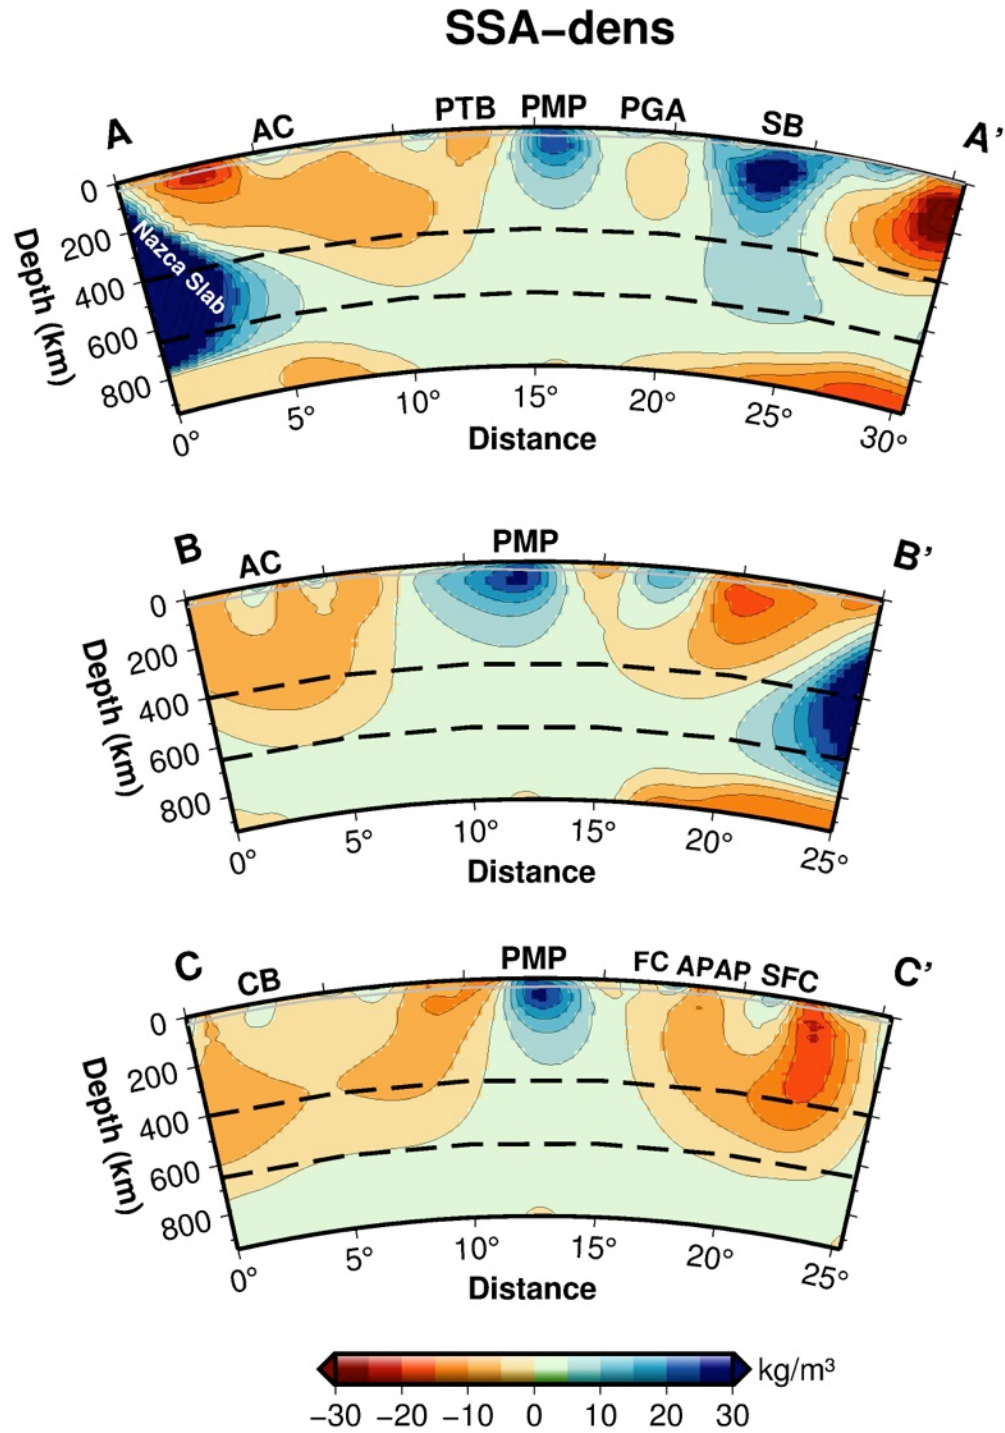 SSA−dens
A AC PTB PMP PGA SB A’
0
200
400
600
800
Depth (km)
Nazca Slab
0° 5° 10° 15° 20° 25° 30°
Distance
B AC PMP B’
0
200
400
600
800
Depth (km)
0° 5° 10° 15° 20° 25°
Distance
C CB PMP FC APAP SFC C’
0
200
400
600
800
Depth (km)
0° 5° 10° 15° 20° 25°
Distance
kg/m³
−30 −20 −10 0 10 20 30